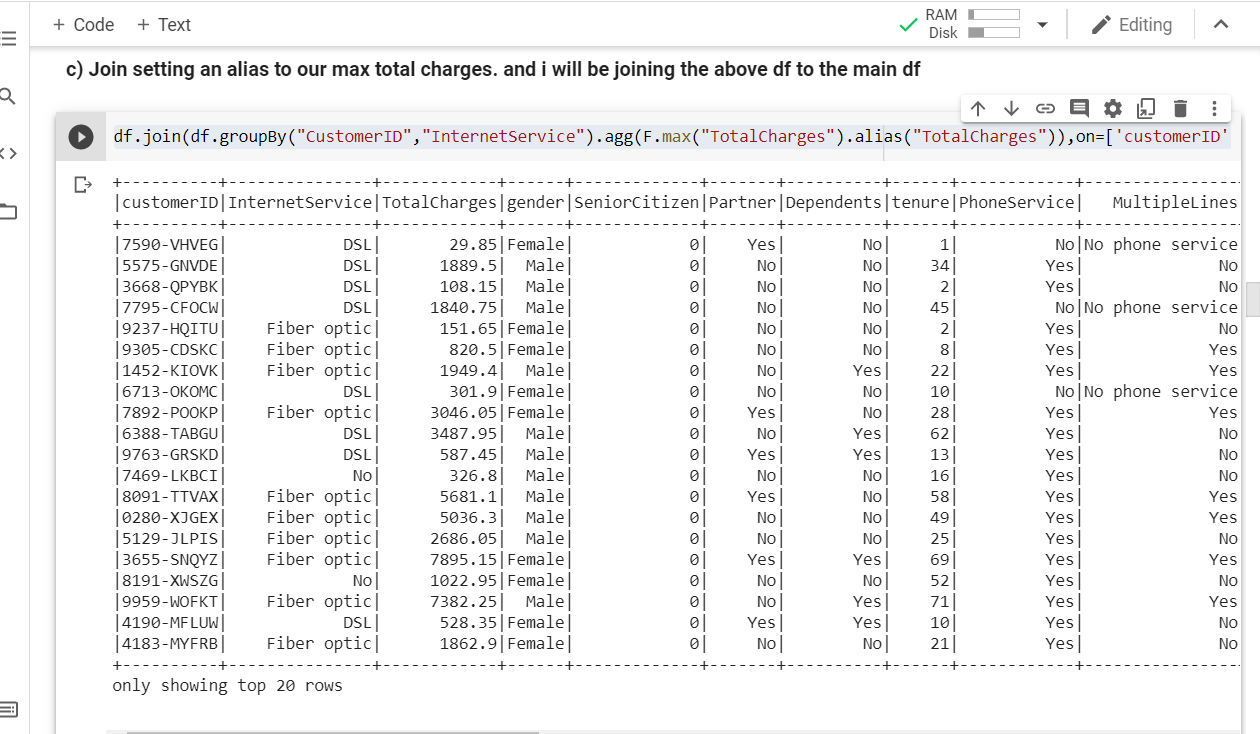 + Code + Text
RAM
Disk
Editing
c) Join setting an alias to our max total charges. and i will be joining the above df to the main df
df.join(df.groupBy("CustomerID","InternetService").agg(F.max("TotalCharges").alias("TotalCharges")),on=['customerID'
+----------+---------------+------------+------+-------------+-------+----------+------+------------+----------------
|customerID|InternetService|TotalCharges|gender|SeniorCitizen|Partner|Dependents|tenure|PhoneService|   MultipleLines
+----------+---------------+------------+------+-------------+-------+----------+------+------------+----------------
|7590-VHVEG|            DSL|       29.85|Female|            0|    Yes|        No|     1|          No|No phone service
|5575-GNVDE|            DSL|      1889.5|  Male|            0|     No|        No|    34|         Yes|              No
|3668-QPYBK|            DSL|      108.15|  Male|            0|     No|        No|     2|         Yes|              No
|7795-CFOCW|            DSL|     1840.75|  Male|            0|     No|        No|    45|          No|No phone service
|9237-HQITU|    Fiber optic|      151.65|Female|            0|     No|        No|     2|         Yes|              No
|9305-CDSKC|    Fiber optic|       820.5|Female|            0|     No|        No|     8|         Yes|             Yes
|1452-KIOVK|    Fiber optic|      1949.4|  Male|            0|     No|       Yes|    22|         Yes|             Yes
|6713-OKOMC|            DSL|       301.9|Female|            0|     No|        No|    10|          No|No phone service
|7892-POOKP|    Fiber optic|     3046.05|Female|            0|    Yes|        No|    28|         Yes|             Yes
|6388-TABGU|            DSL|     3487.95|  Male|            0|     No|       Yes|    62|         Yes|              No
|9763-GRSKD|            DSL|      587.45|  Male|            0|    Yes|       Yes|    13|         Yes|              No
|7469-LKBCI|             No|       326.8|  Male|            0|     No|        No|    16|         Yes|              No
|8091-TTVAX|    Fiber optic|      5681.1|  Male|            0|    Yes|        No|    58|         Yes|             Yes
|0280-XJGEX|    Fiber optic|      5036.3|  Male|            0|     No|        No|    49|         Yes|             Yes
|5129-JLPIS|    Fiber optic|     2686.05|  Male|            0|     No|        No|    25|         Yes|              No
|3655-SNQYZ|    Fiber optic|     7895.15|Female|            0|    Yes|       Yes|    69|         Yes|             Yes
|8191-XWSZG|             No|     1022.95|Female|            0|     No|        No|    52|         Yes|              No
|9959-WOFKT|    Fiber optic|     7382.25|  Male|            0|     No|       Yes|    71|         Yes|             Yes
|4190-MFLUW|            DSL|      528.35|Female|            0|    Yes|       Yes|    10|         Yes|              No
|4183-MYFRB|    Fiber optic|      1862.9|Female|            0|     No|        No|    21|         Yes|              No
+----------+---------------+------------+------+-------------+-------+----------+------+------------+----------------
only showing top 20 rows